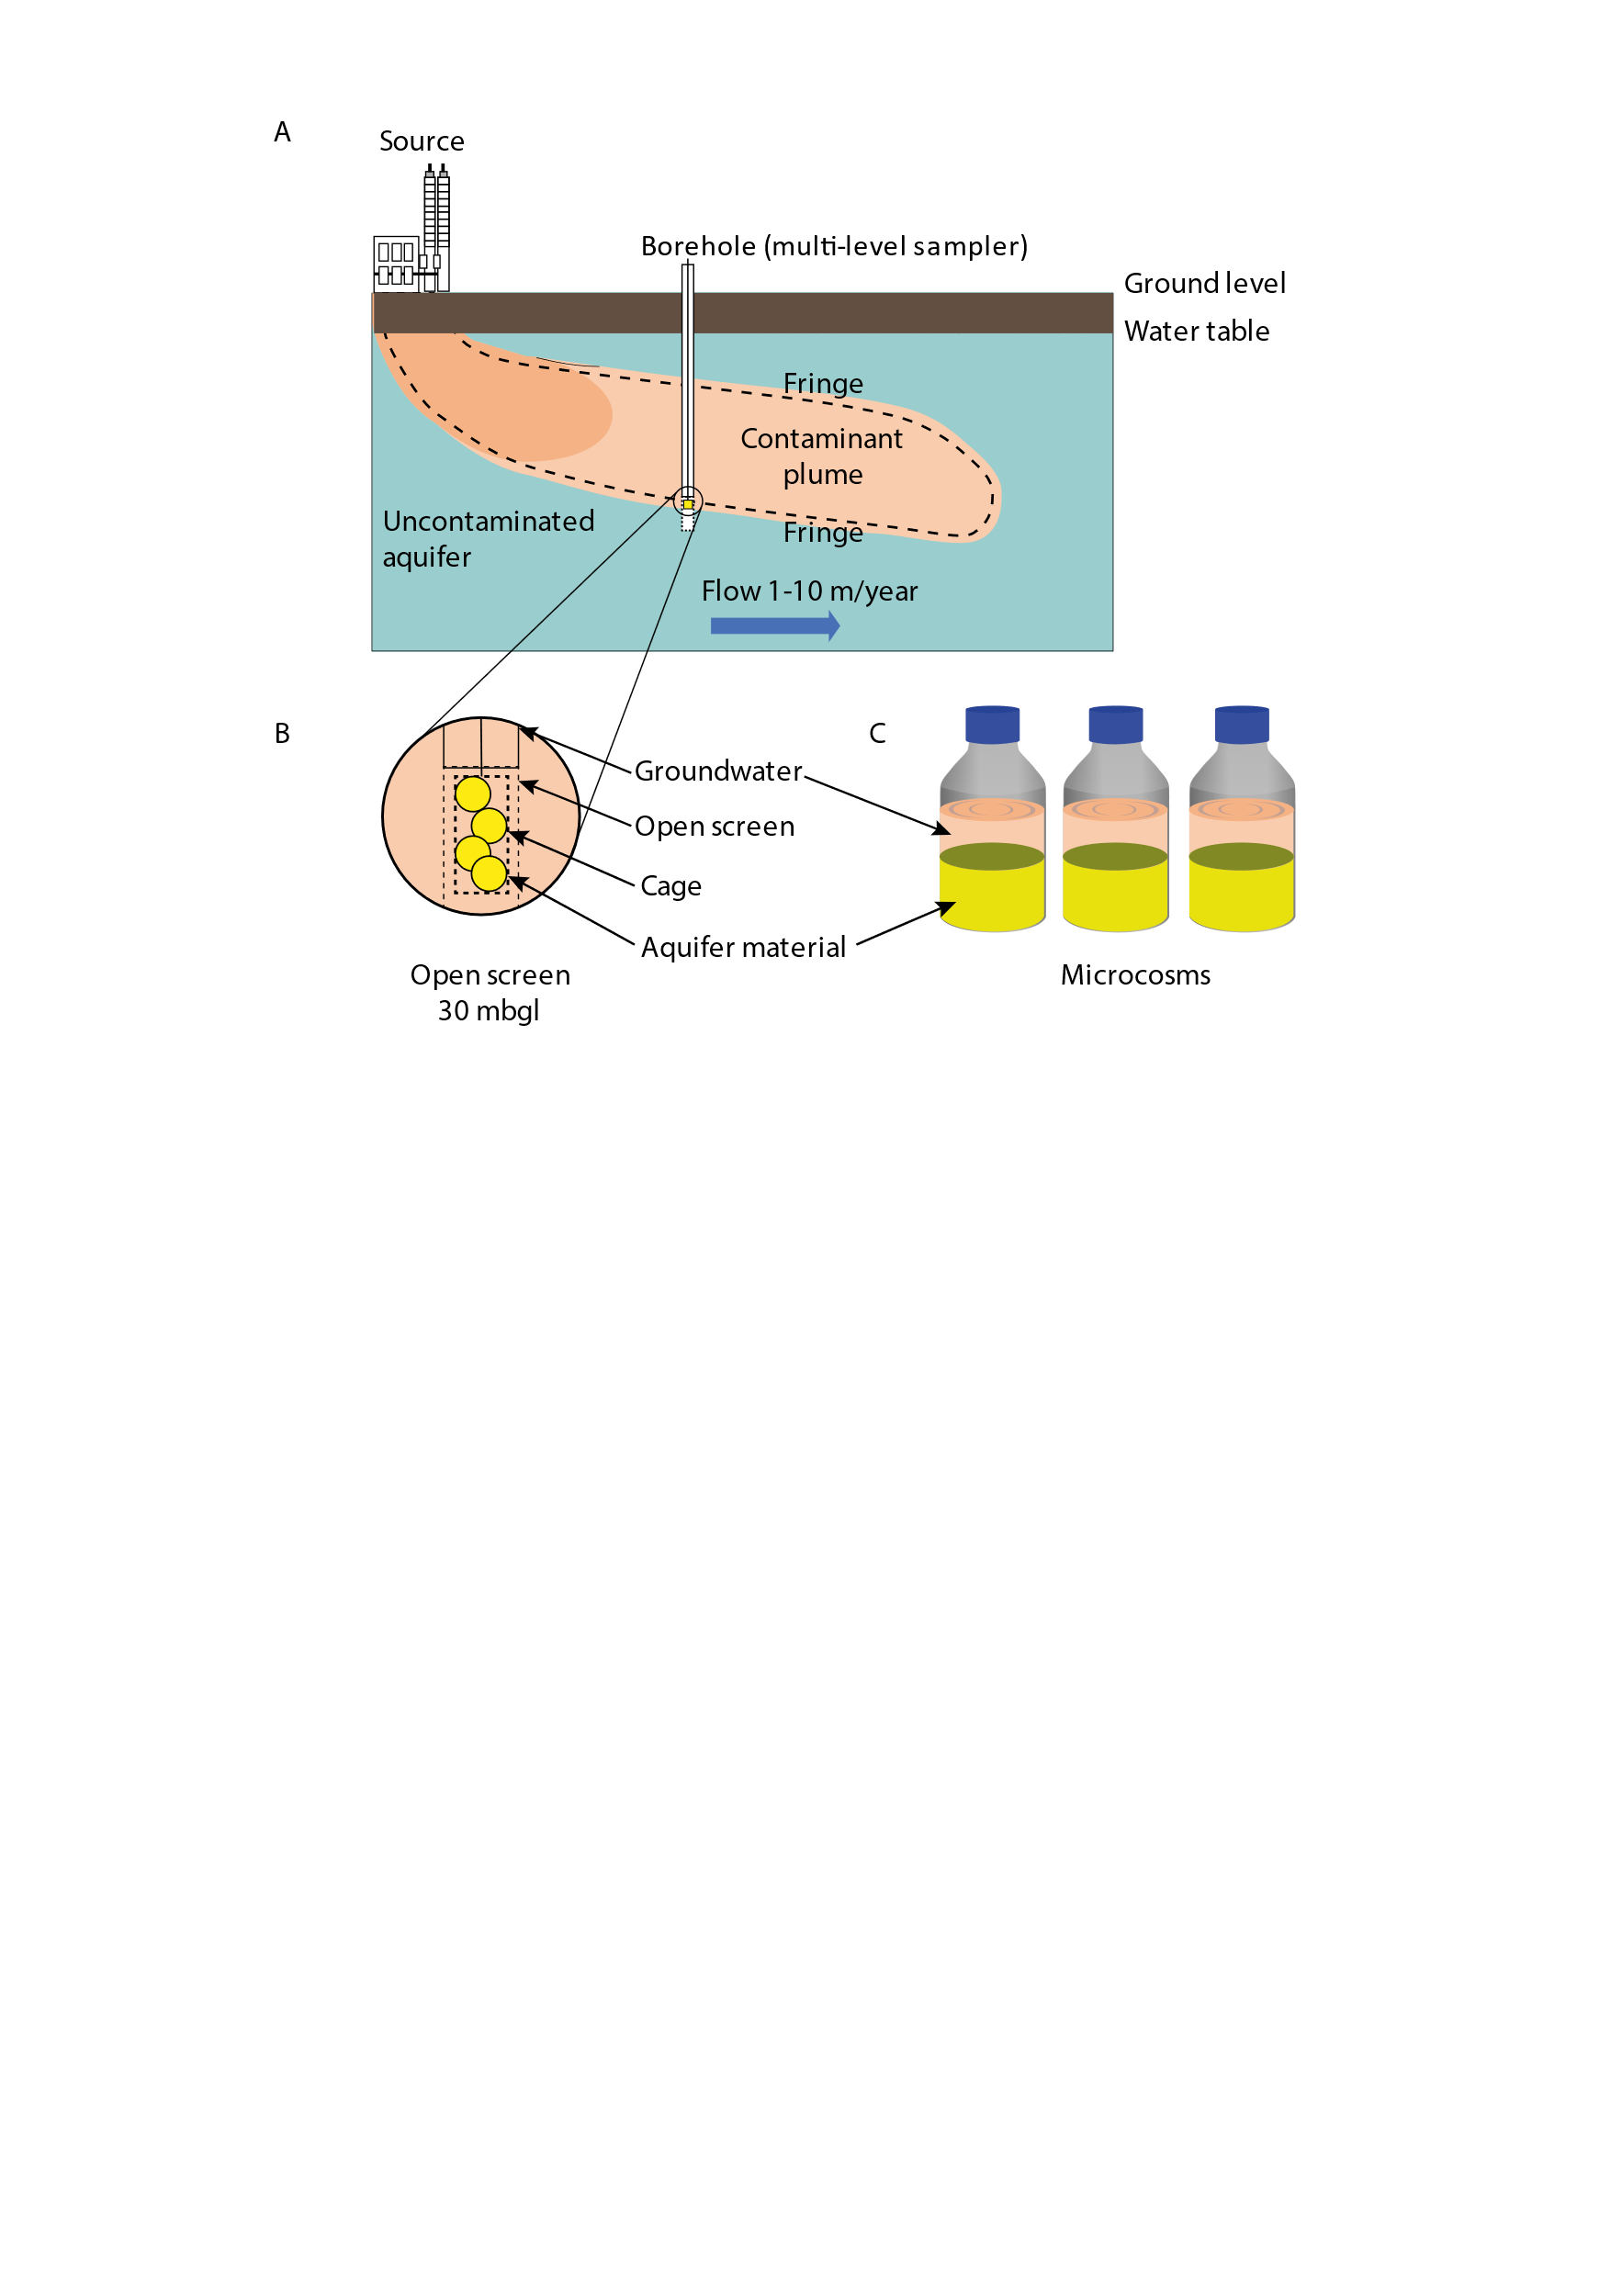 A
Source
Borehole (multi-level sampler)
Ground level
Water table
Fringe
Contaminant
plume
Uncontaminated
aquifer
Fringe
Flow 1-10 m/year
B
C
Groundwater
Open screen
Cage
Aquifer material
Open screen
30 mbgl
Microcosms